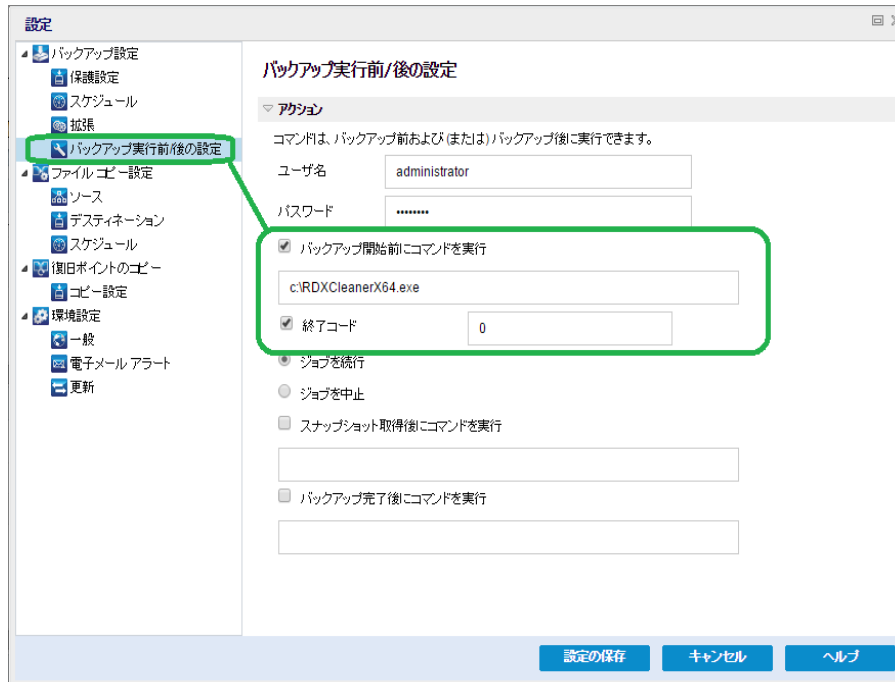 設定
バックアップ設定
保護設定
スケジュール
拡張
バックアップ実行前/後の設定
ファイル コピー設定
ソース
デスティネーション
スケジュール
復旧ポイントのコピー
コピー設定
環境設定
一般
電子メール アラート
更新
バックアップ実行前/後の設定
アクション
コマンドは、バックアップ前および(または)バックアップ後に実行できます。
ユーザ名 administrator
パスワード ••••••••
バックアップ開始前にコマンドを実行
c:\RDXCleanerX64.exe
終了コード 0
ジョブを続行
ジョブを中止
スナップショット取得後にコマンドを実行
バックアップ完了後にコマンドを実行
設定の保存 キャンセル ヘルプ